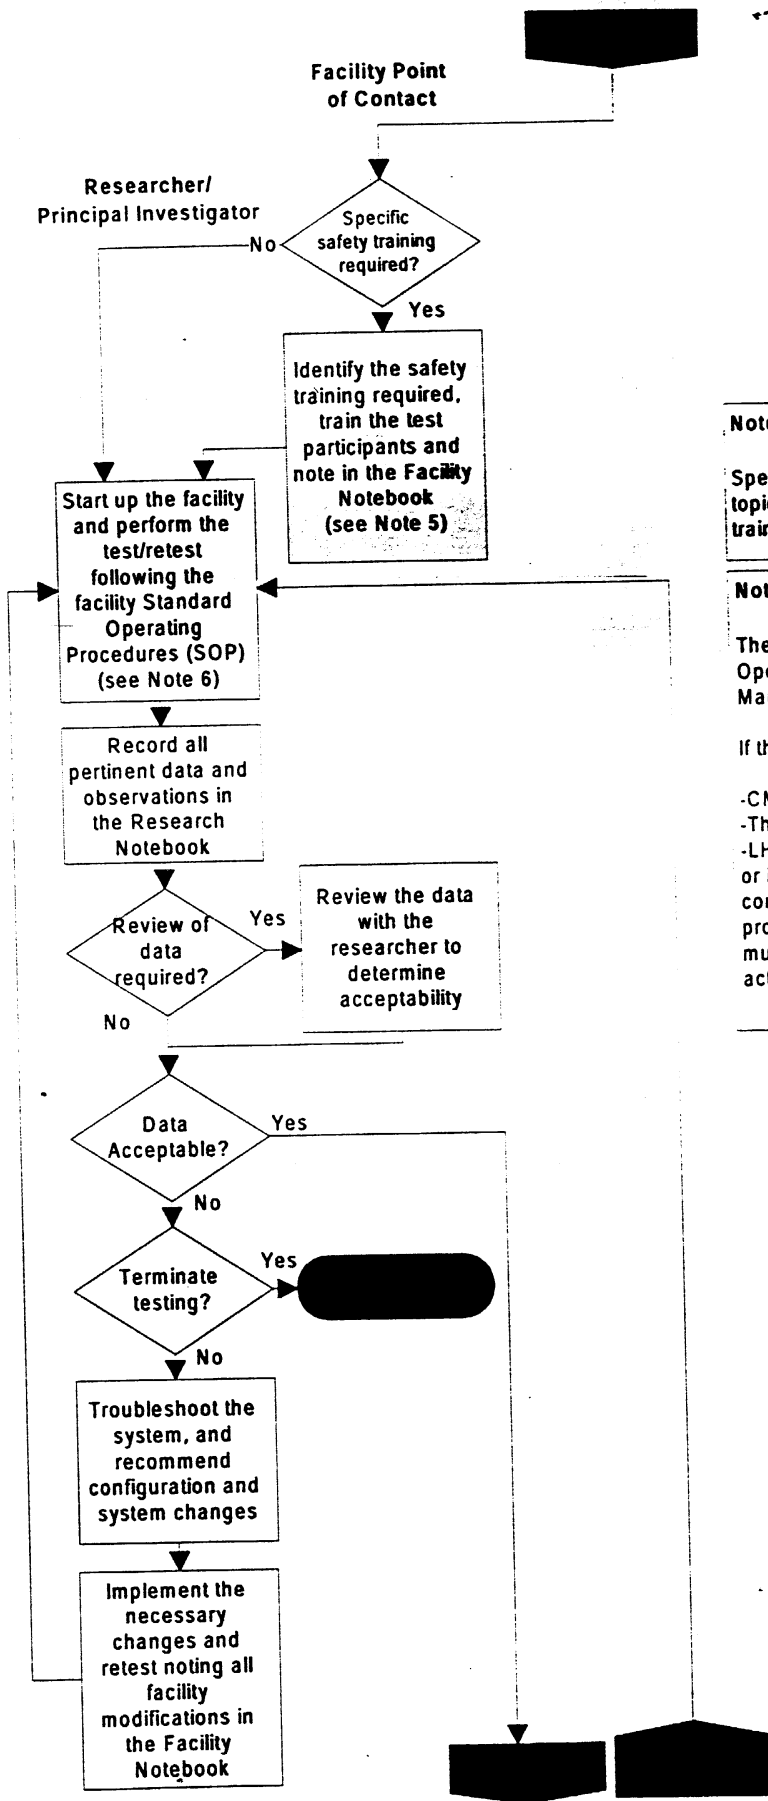 Facility Point
of Contact
Researcher/
Principal Investigator
Specific
safety training
required?
No
Yes
Identify the safety
training required,
train the test
participants and
note in the Facility
Notebook
(see Note 5)
Start up the facility
and perform the
test/retest
following the
facility Standard
Operating
Procedures (SOP)
(see Note 6)
Record all
pertinent data and
observations in
the Research
Notebook
Review of
data
required?
Yes
No
Review the data
with the
researcher to
determine
acceptability
Data
Acceptable?
Yes
No
Terminate
testing?
Yes
No
Troubleshoot the
system, and
recommend
configuration and
system changes
Implement the
necessary
changes and
retest noting all
facility
modifications in
the Facility
Notebook
The
If th
-Th
or